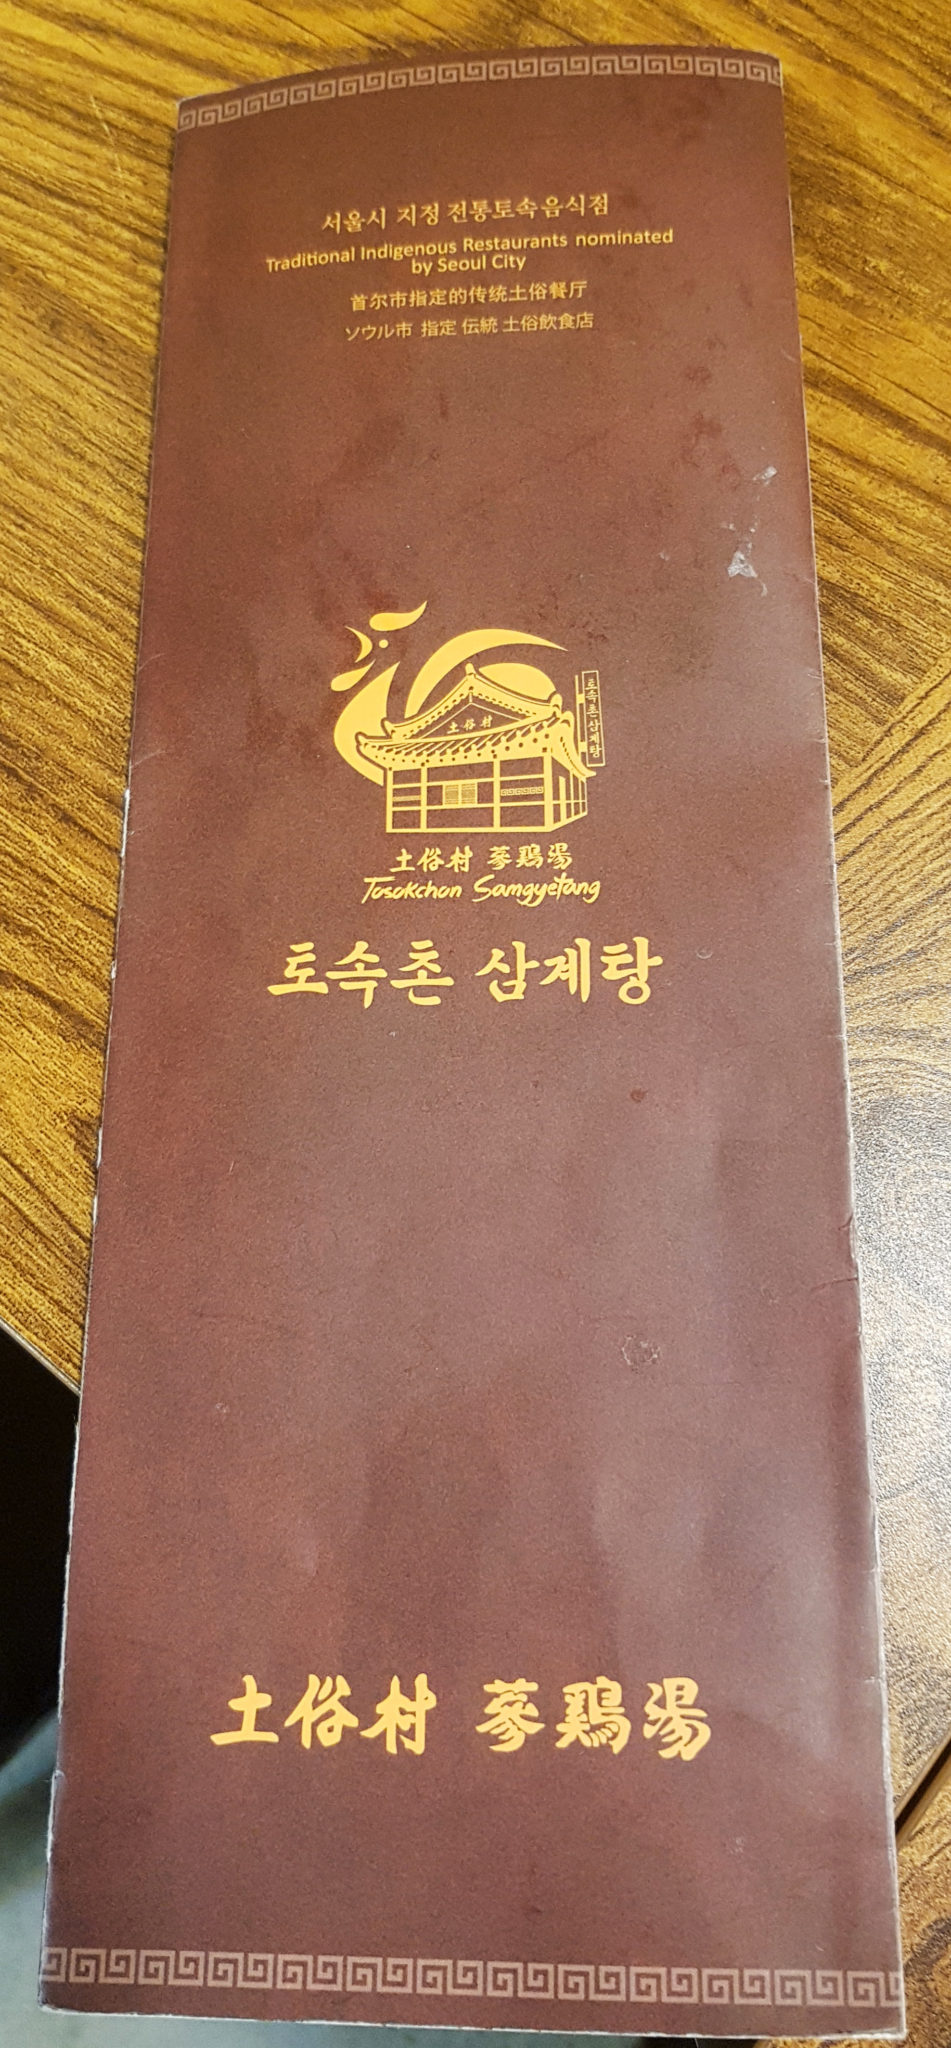 서울시 지정 전통토속음식점
Traditional Indigenous Restaurants nominated
by Seoul City
首尔市指定的传统土俗餐厅
ソウル市 指定 伝統 土俗飲食店
土俗村
토속촌삼계탕
土俗村 蔘鷄湯
Tosokchon Samgyetang
토속촌 삼계탕
土俗村 蔘鷄湯